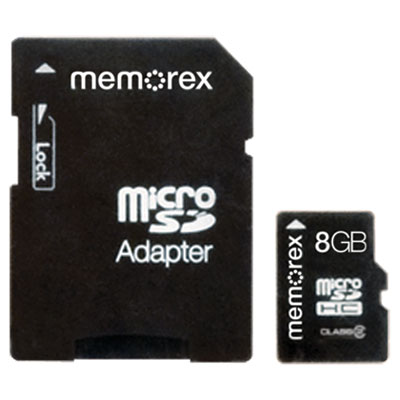 memorex
Lock
micro
SD
Adapter
memorex
8GB
micro
SD
HC
CLASS 2